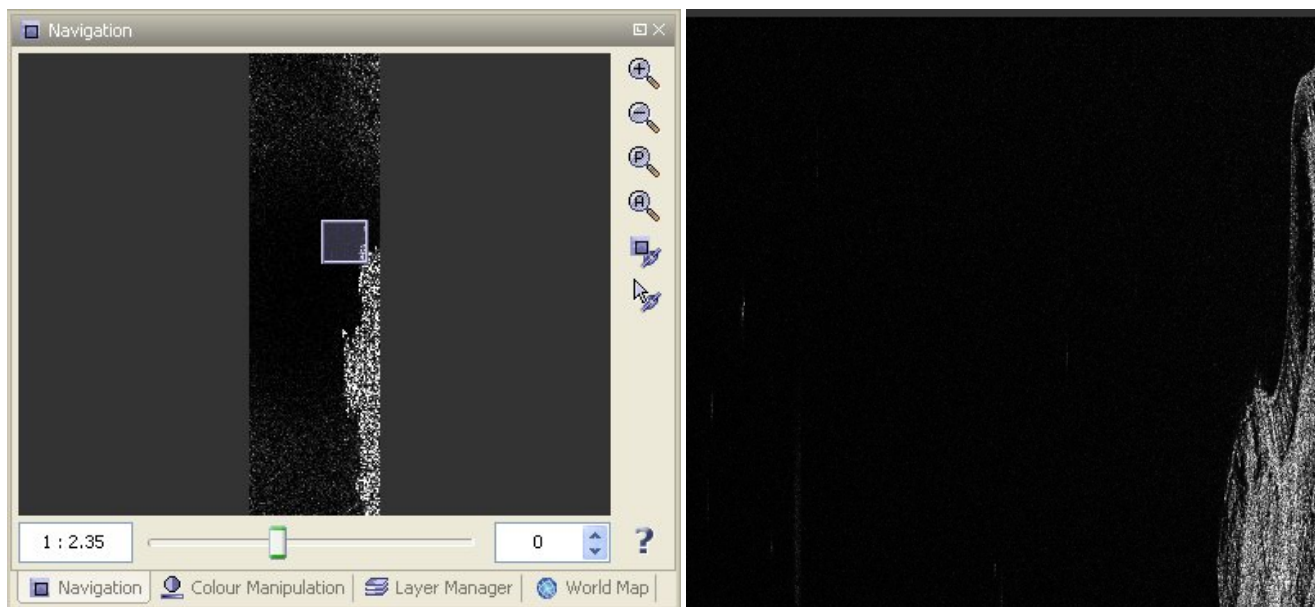 Navigation
P
A
1 : 2.35
0
?
Navigation Colour Manipulation Layer Manager World Map